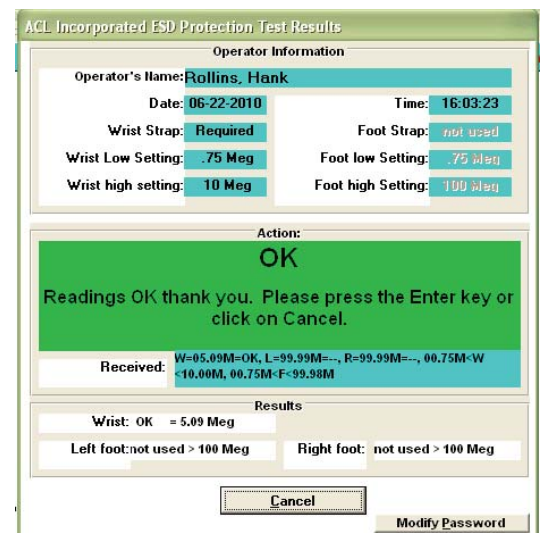 ACL Incorporated ESD Protection Test Results
Operator Information
Operator's Name: Rollins, Hank
Date: 06-22-2010 Time: 16:03:23
Wrist Strap: Required Foot Strap: not used
Wrist Low Setting: .75 Meg Foot low Setting: .75 Meg
Wrist high setting: 10 Meg Foot high Setting: 100 Meg
Action:
OK
Readings OK thank you. Please press the Enter key or
click on Cancel.
Received: W=05.09M=OK, L=99.99M=--, R=99.99M=--, 00.75M<W
<10.00M, 00.75M<F<99.98M
Results
Wrist: OK = 5.09 Meg
Left foot: not used > 100 Meg Right foot: not used > 100 Meg
Cancel
Modify Password